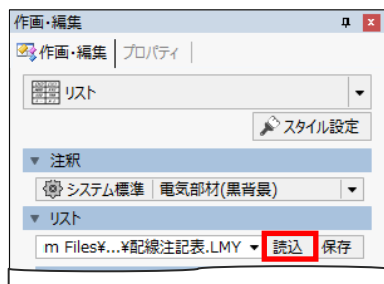 作画・編集
作画・編集 プロパティ
リスト
スタイル設定
注釈
システム標準 電気部材(黒背景)
リスト
m Files¥...¥配線注記表.LMY 読込 保存